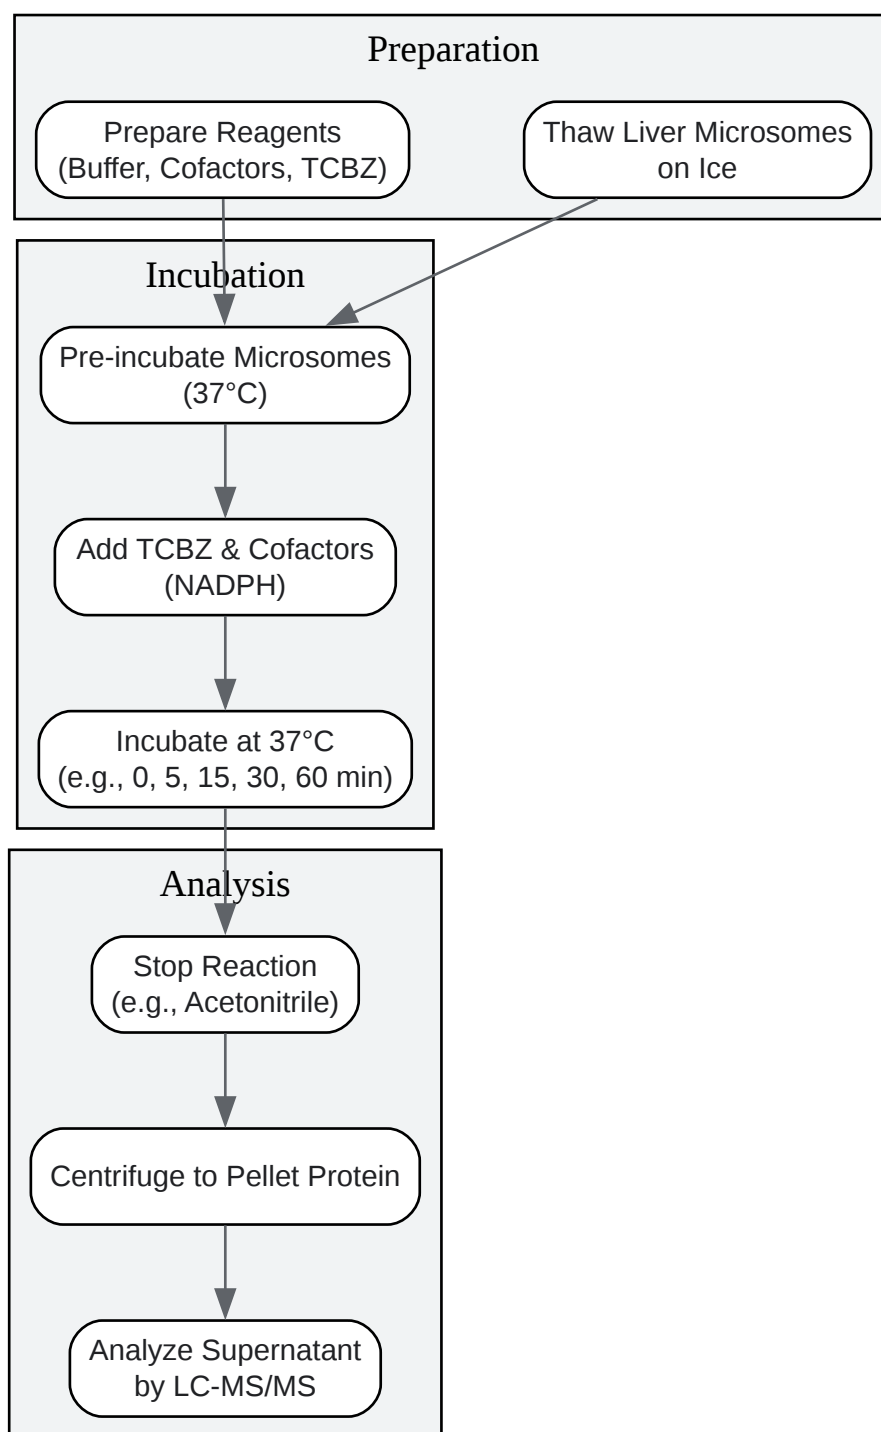 Preparation
Prepare Reagents
(Buffer, Cofactors, TCBZ)
Thaw Liver Microsomes
on Ice
Incubation
Pre-incubate Microsomes
(37°C)
Add TCBZ & Cofactors
(NADPH)
Incubate at 37°C
(e.g., 0, 5, 15, 30, 60 min)
Analysis
Stop Reaction
(e.g., Acetonitrile)
Centrifuge to Pellet Protein
Analyze Supernatant
by LC-MS/MS